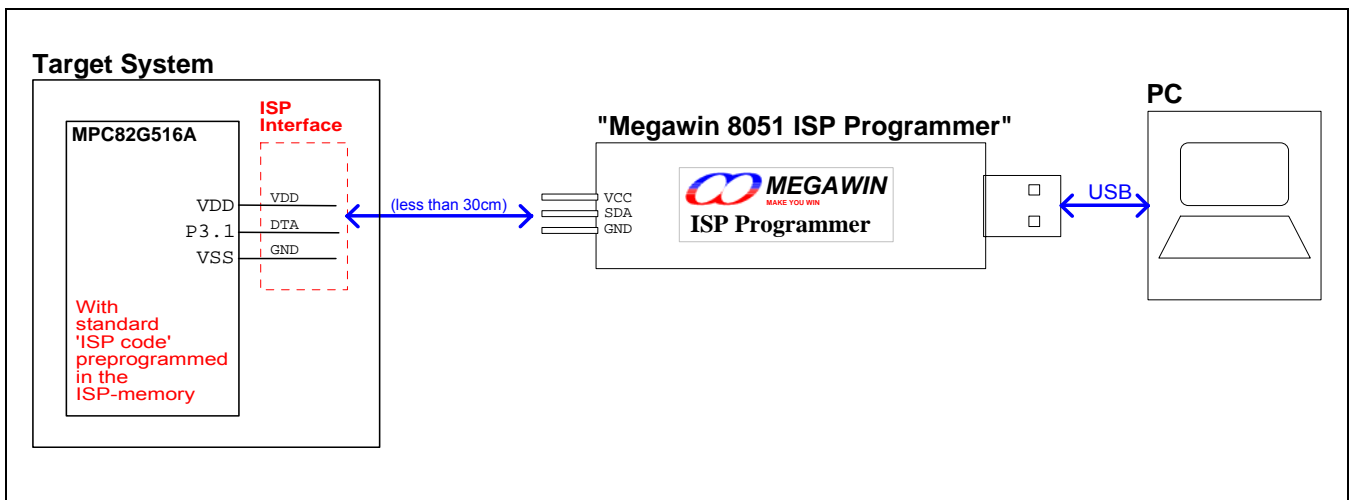 Target System
MPC82G516A
ISP
Interface
VDD
VDD
P3.1
DTA
VSS
GND
With
standard
'ISP code'
preprogrammed
in the
ISP-memory
(less than 30cm)
"Megawin 8051 ISP Programmer"
VCC
SDA
GND
MEGAWIN
MAKE YOU WIN
ISP Programmer
USB
PC